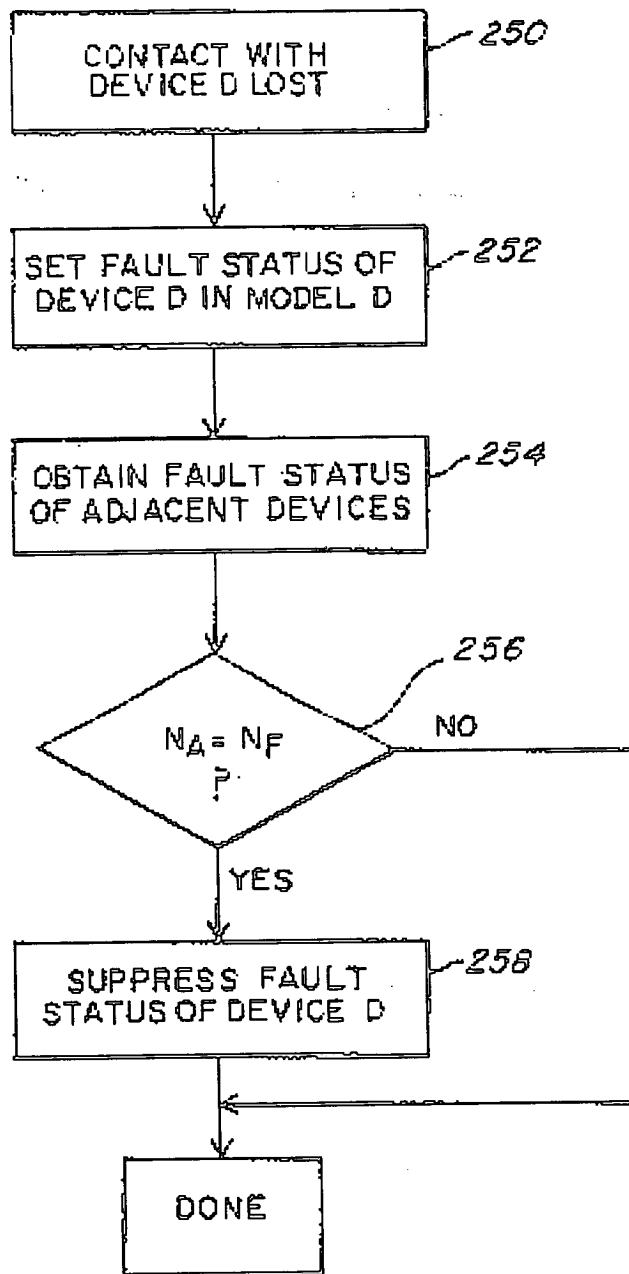 CONTACT WITH
DEVICE D LOST
250
SET FAULT STATUS OF
DEVICE D IN MODEL D
252
OBTAIN FAULT STATUS
OF ADJACENT DEVICES
254
256
NA = NF
?
NO
YES
SUPPRESS FAULT
STATUS OF DEVICE D
258
DONE